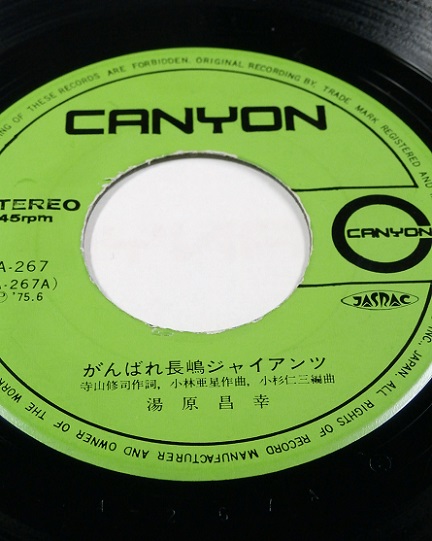 NG OF THESE RECORDS ARE FORBIDDEN. ORIGINAL RECORDING BY, TRADE MARK REGISTERED AND
CANYON
TEREO
45rpm
CANYON
A-267
-267A)
Ⓟ '75.6
JASRAC
がんばれ長嶋ジャイアンツ
寺山修司作詞, 小林亜星作曲, 小杉仁三編曲
湯原昌幸
INC., JAPAN. ALL RIGHTS OF RECORD MANUFACTURER AND OWNER OF THE WORK